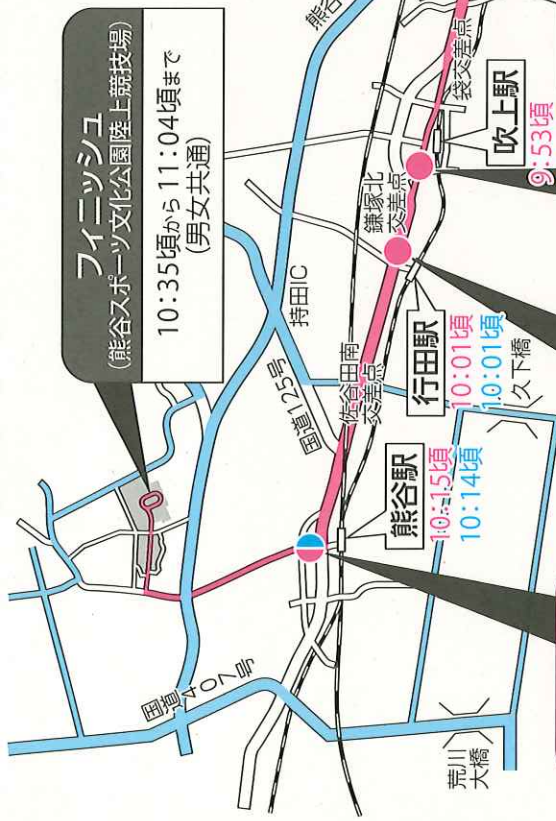 フィニッシュ
(熊谷スポーツ文化公園陸上競技場)
10:35頃から11:04頃まで
(男女共通)
熊谷
持田IC
国道125号
佐谷田南
交差点
鎌塚北
交差点
袋交差点
吹上駅
9:53頃
行田駅
10:01頃
10:01頃
久下橋
熊谷駅
10:15頃
10:14頃
国道407号
荒川
大橋